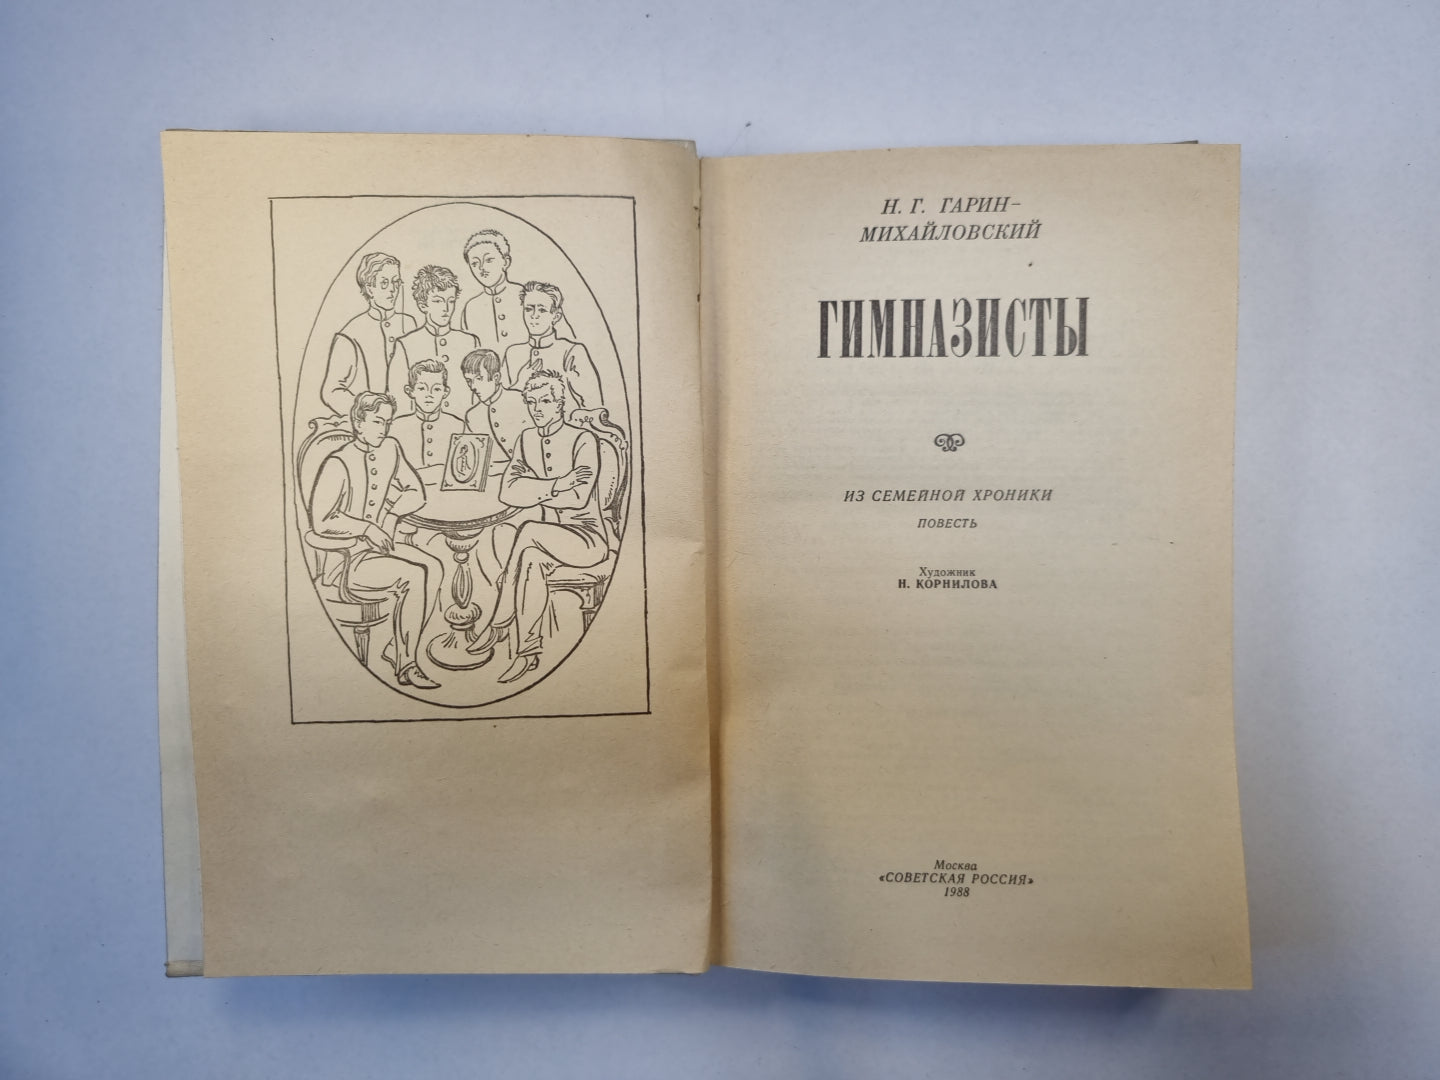 Н. Г. ГАРИН-
МИХАЙЛОВСКИЙ
ГИМНАЗИСТЫ
ИЗ СЕМЕЙНОЙ ХРОНИКИ
ПОВЕСТЬ
Художник
Н. КОРНИЛОВА
Москва
«СОВЕТСКАЯ РОССИЯ»
1988